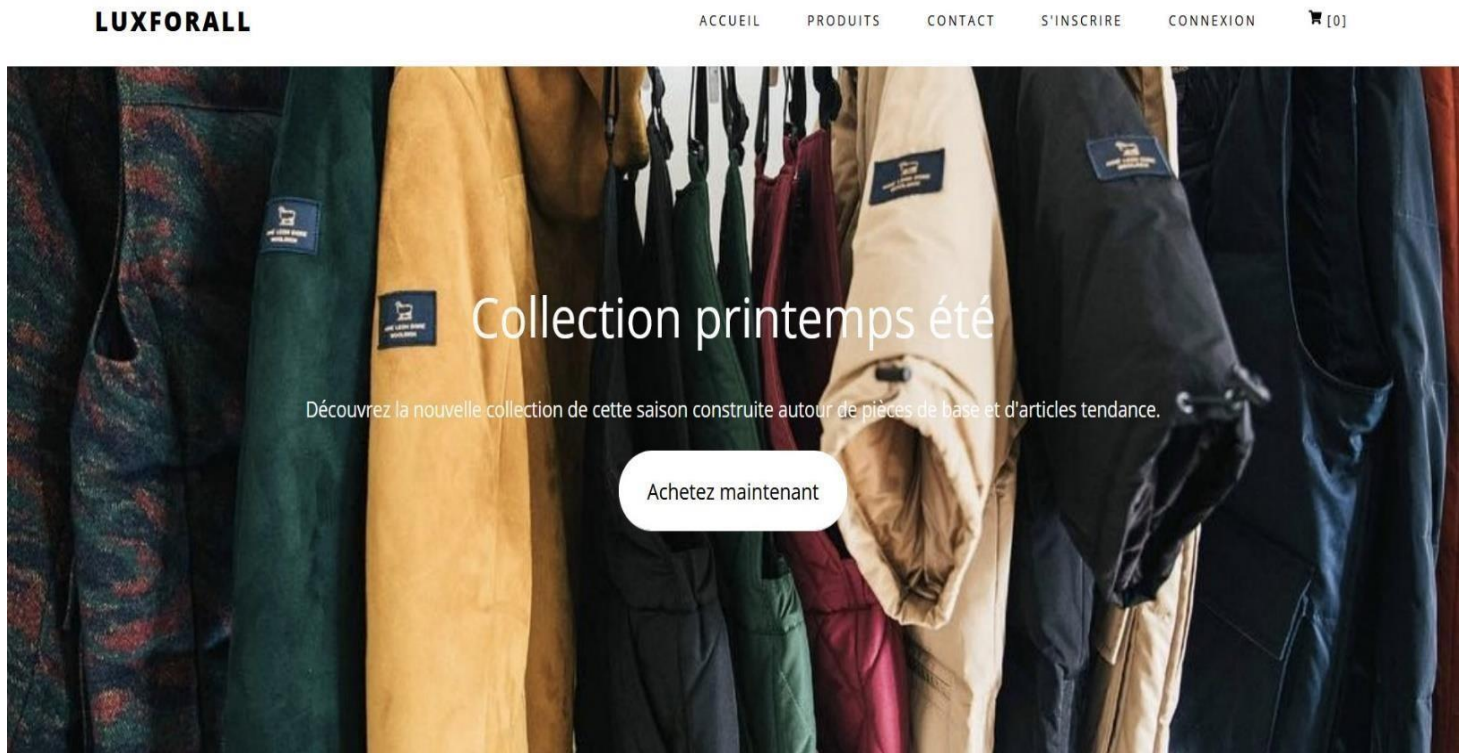 LUXFORALL
ACCUEIL PRODUITS CONTACT S'INSCRIRE CONNEXION [0]
Collection printemps été
Découvrez la nouvelle collection de cette saison construite autour de pièces de base et d'articles tendance.
Achetez maintenant